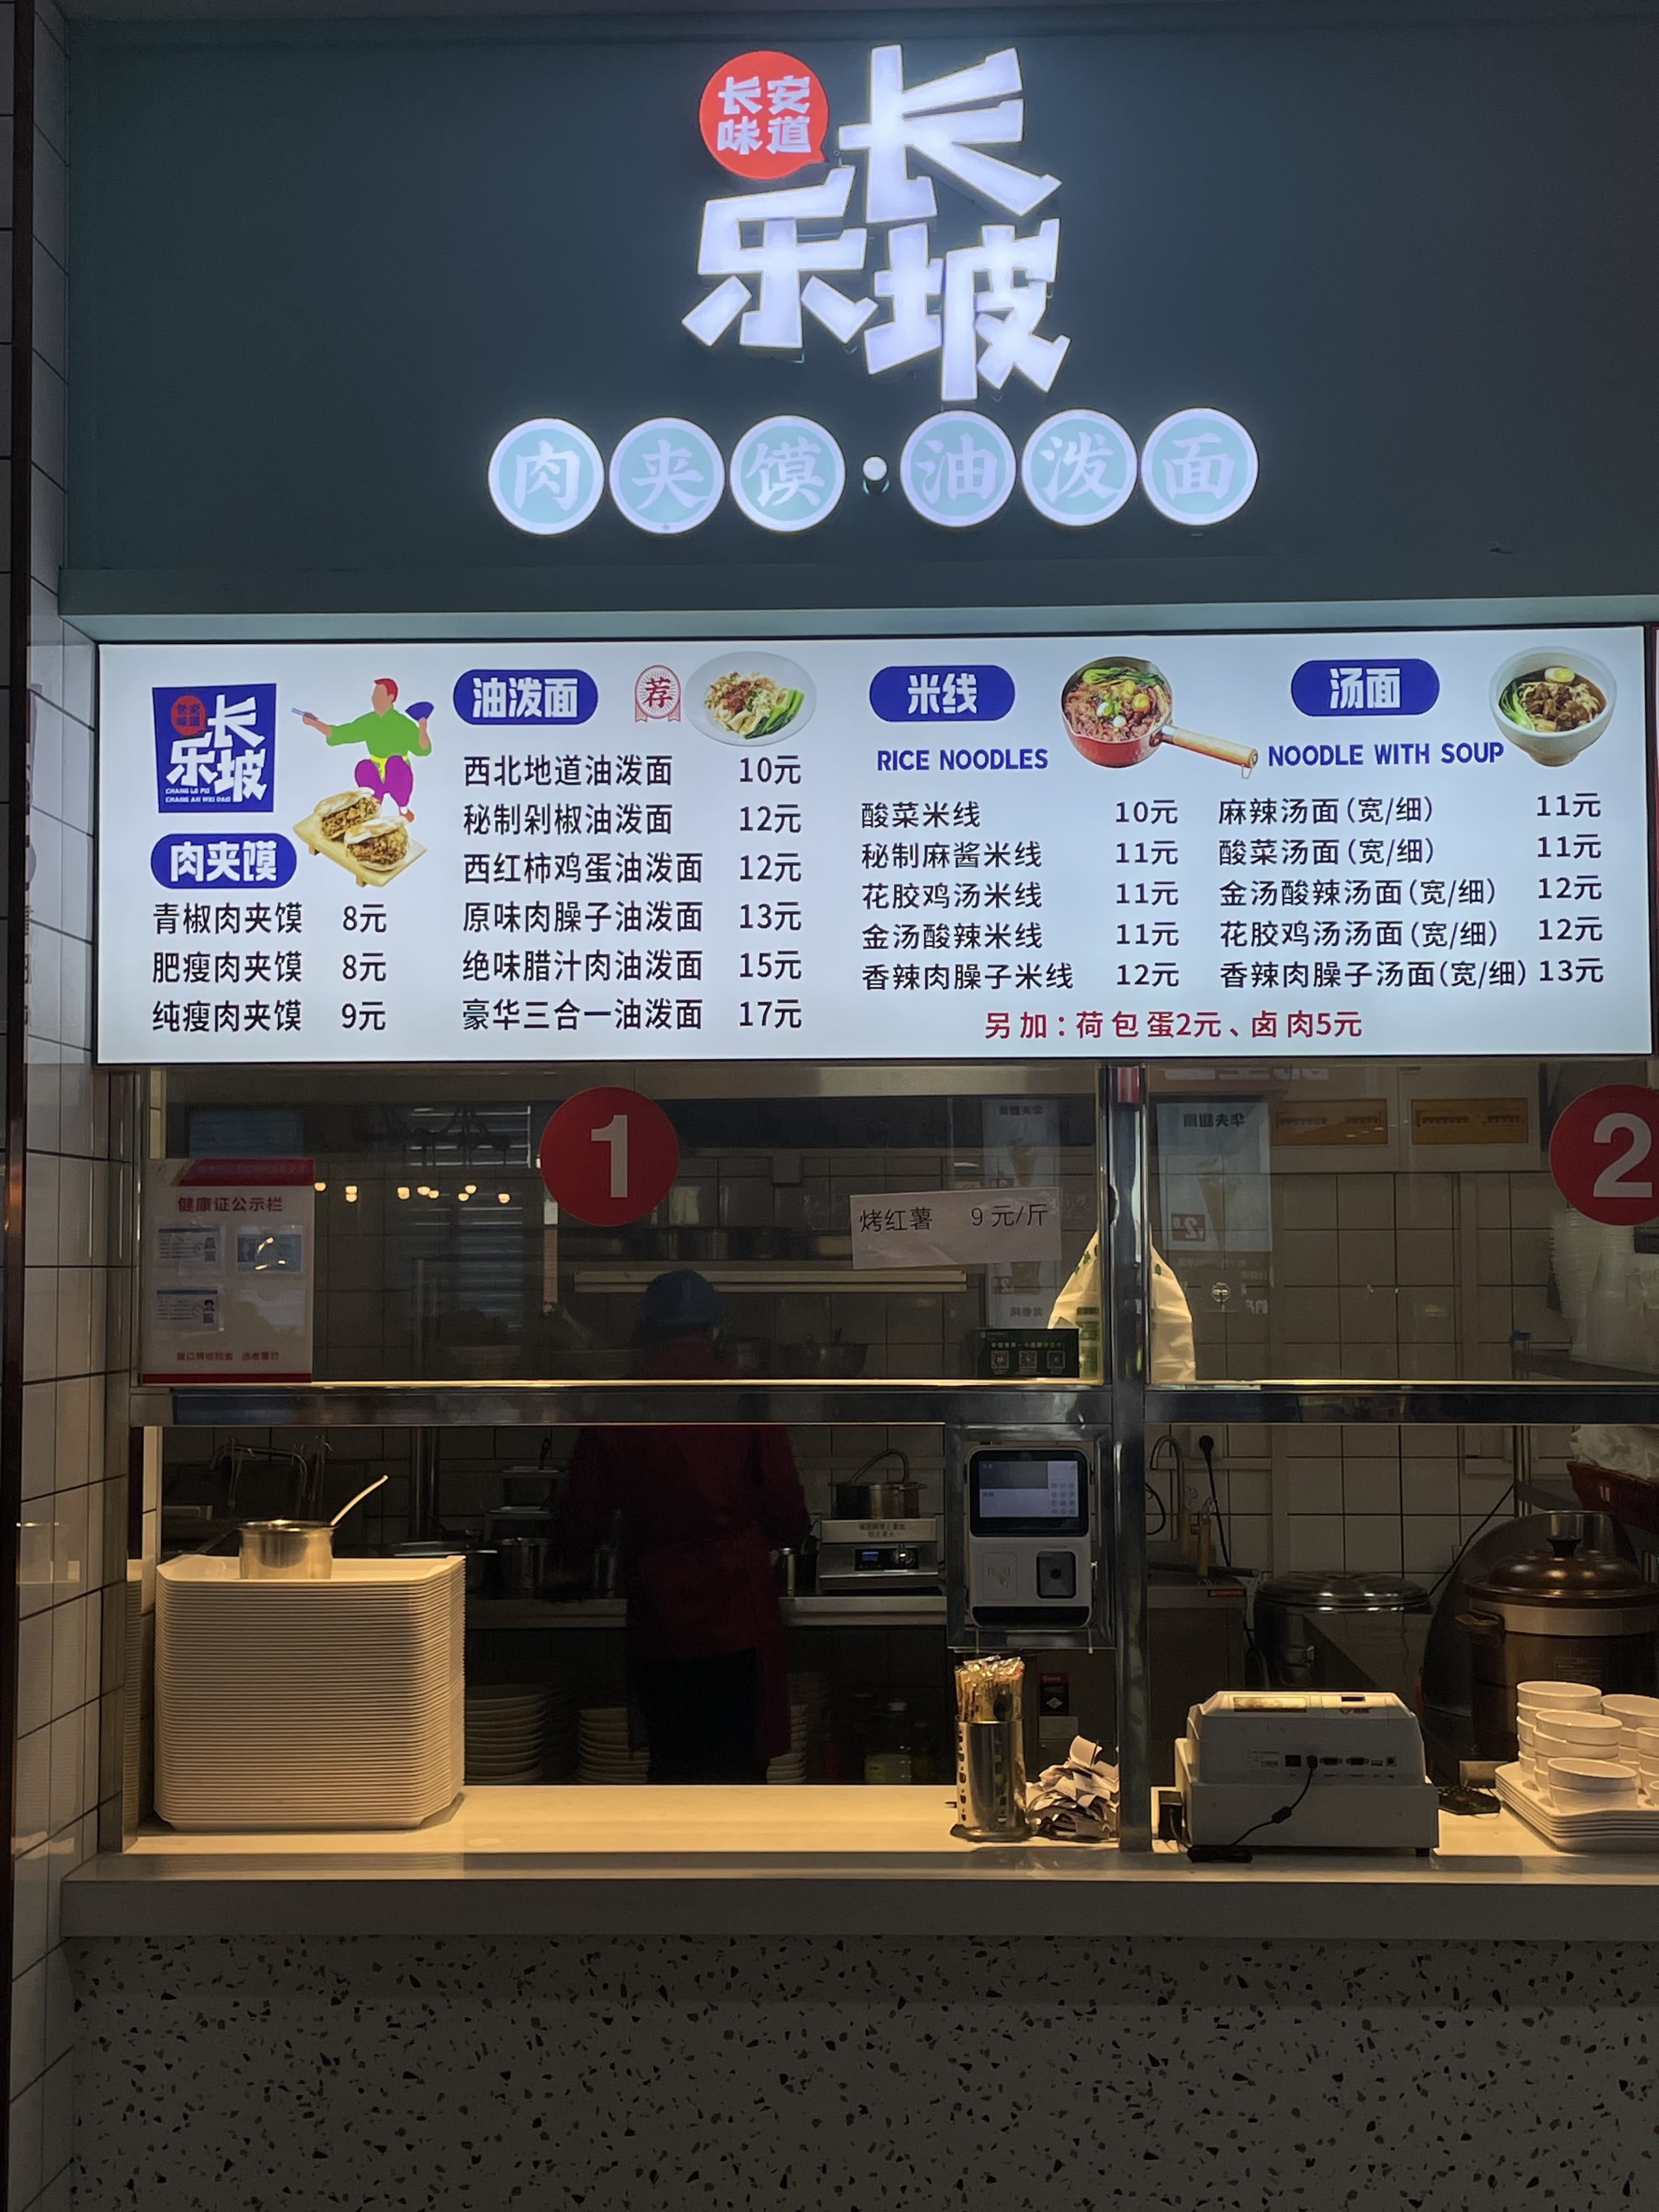 长安
味道
长乐坡
肉夹馍·油泼面
长安
味道
长乐坡
CHANG LE PO
CHANG AN WEI DAO
肉夹馍
青椒肉夹馍 8元
肥瘦肉夹馍 8元
纯瘦肉夹馍 9元
油泼面
荐
西北地道油泼面 10元
秘制剁椒油泼面 12元
西红柿鸡蛋油泼面 12元
原味肉臊子油泼面 13元
绝味腊汁肉油泼面 15元
豪华三合一油泼面 17元
米线
RICE NOODLES
酸菜米线 10元
秘制麻酱米线 11元
花胶鸡汤米线 11元
金汤酸辣米线 11元
香辣肉臊子米线 12元
汤面
NOODLE WITH SOUP
麻辣汤面(宽/细) 11元
酸菜汤面(宽/细) 11元
金汤酸辣汤面(宽/细) 12元
花胶鸡汤汤面(宽/细) 12元
香辣肉臊子汤面(宽/细) 13元
另加:荷包蛋2元、卤肉5元
1
2
健康证公示栏
烤红薯 9元/斤